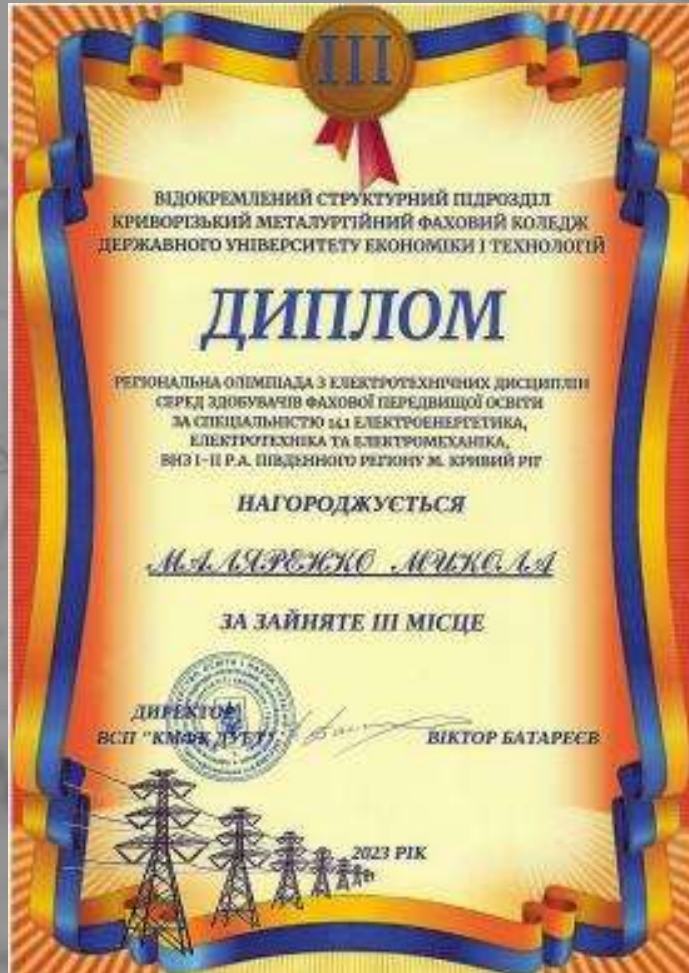 III
ВІДОКРЕМЛЕНИЙ СТРУКТУРНИЙ ПІДРОЗДІЛ
КРИВОРІЗЬКИЙ МЕТАЛУРГІЙНИЙ ФАХОВИЙ КОЛЕДЖ
ДЕРЖАВНОГО УНІВЕРСИТЕТУ ЕКОНОМІКИ І ТЕХНОЛОГІЙ
ДИПЛОМ
РЕГІОНАЛЬНА ОЛІМПІАДА З ЕЛЕКТРОТЕХНІЧНИХ ДИСЦИПЛІН
СЕРЕД ЗДОБУВАЧІВ ФАХОВОЇ ПЕРЕДВИЩОЇ ОСВІТИ
ЗА СПЕЦІАЛЬНІСТЮ 141 ЕЛЕКТРОЕНЕРГЕТИКА,
ЕЛЕКТРОТЕХНІКА ТА ЕЛЕКТРОМЕХАНІКА,
ВНЗ І-ІІ Р.А. ПІВДЕННОГО РЕГІОНУ М. КРИВИЙ РІГ
НАГОРОДЖУЄТЬСЯ
МАЛЯРЕНКО МИКОЛА
ЗА ЗАЙНЯТЕ ІІІ МІСЦЕ
ДИРЕКТОР
ВСП "КМФК ДУЕТ" ВІКТОР БАТАРЕЄВ
2023 РІК